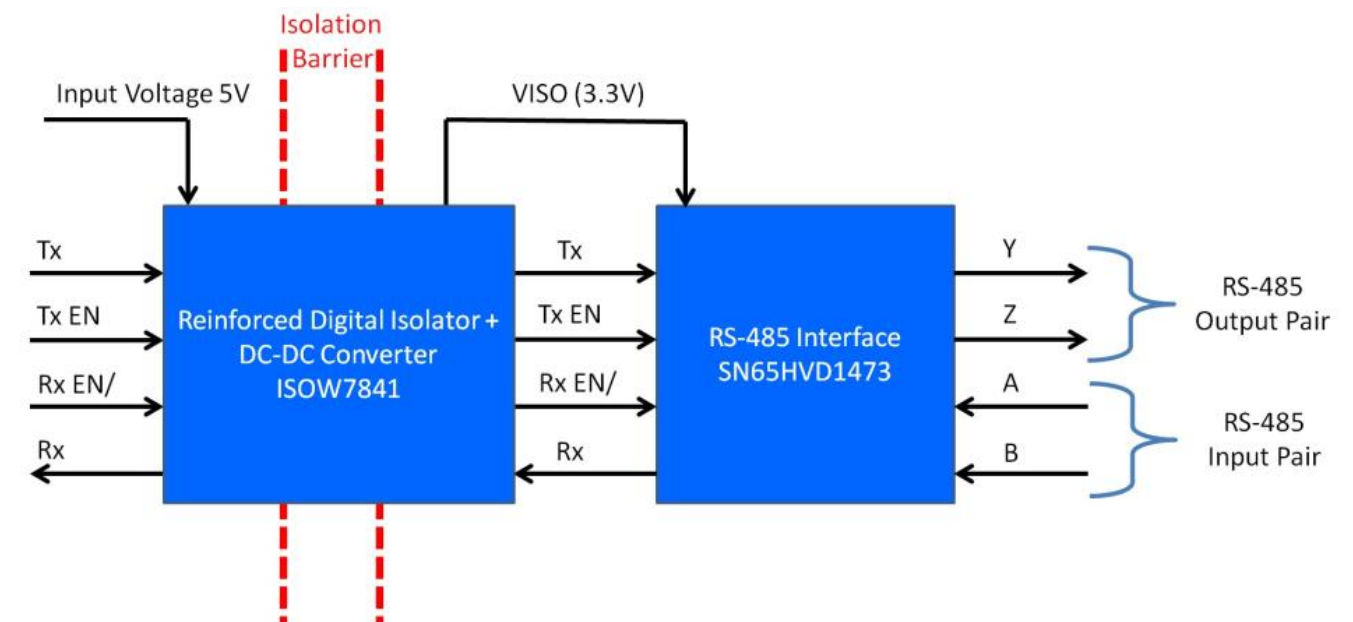 Isolation
Barrier
Input Voltage 5V
VISO (3.3V)
Tx
Tx EN
Rx EN/
Rx
Reinforced Digital Isolator +
DC-DC Converter
ISOW7841
Tx
Tx EN
Rx EN/
Rx
RS-485 Interface
SN65HVD1473
Y
Z
A
B
RS-485
Output Pair
RS-485
Input Pair